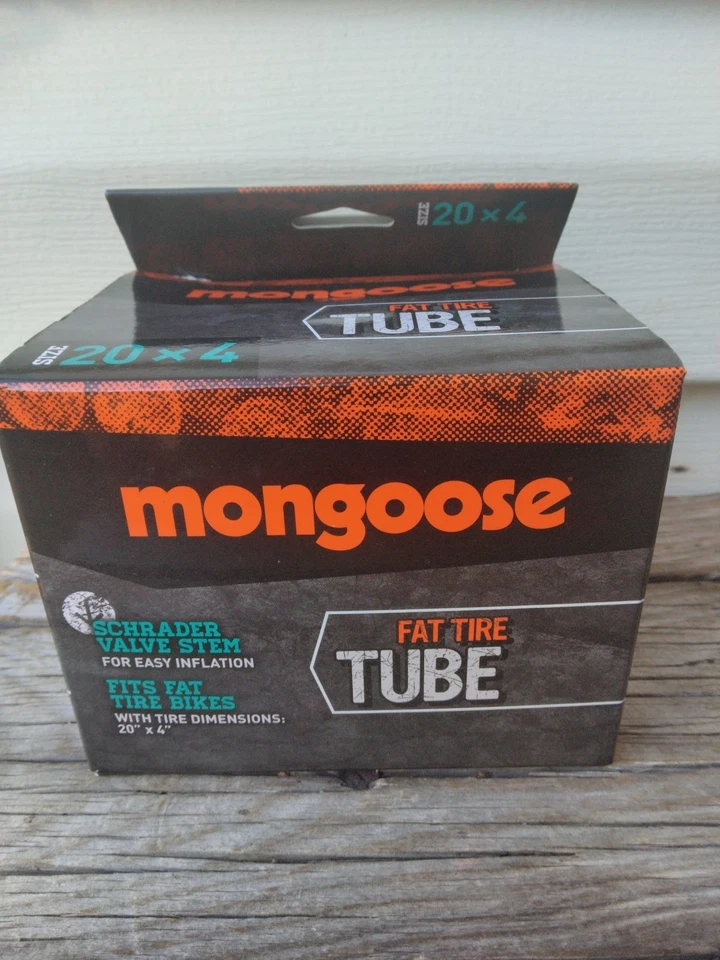 SIZE 20 x 4
mongoose
FAT TIRE
TUBE
SIZE 20 x 4
mongoose
SCHRADER
VALVE STEM
FOR EASY INFLATION
FITS FAT
TIRE BIKES
WITH TIRE DIMENSIONS:
20" x 4"
FAT TIRE
TUBE